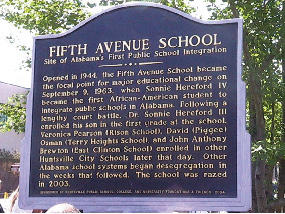 FIFTH AVENUE SCHOOL
Site of Alabama's First Public School Integration
Opened in 1944, the Fifth Avenue School became
the focal point for major educational change on
September 9, 1963, when Sonnie Hereford IV
became the first African-American student to
integrate public schools in Alabama. Following a
lengthy court battle, Dr. Sonnie Hereford III
enrolled his son in the first grade at the school.
Veronica Pearson (Rison School), David (Piggee)
Osman (Terry Heights School), and John Anthony
Brewton (East Clinton School) enrolled in other
Huntsville City Schools later that day. Other
Alabama school systems began desegregation in
the weeks that followed. The school was razed
in 2003.